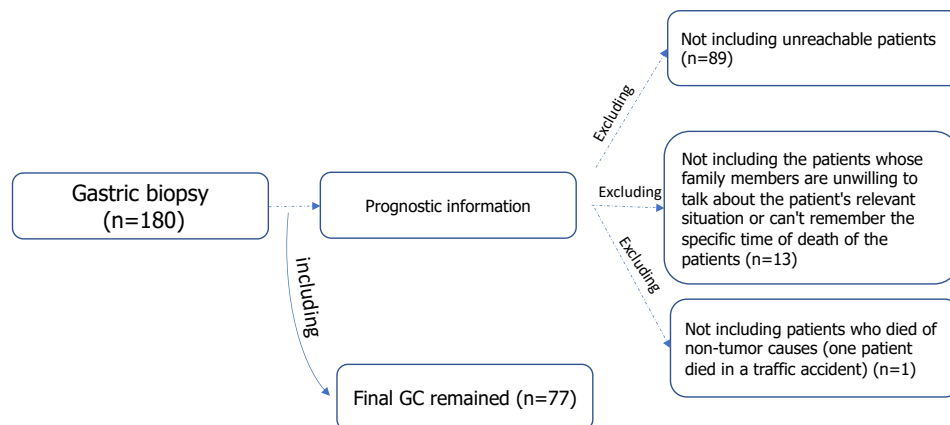 Gastric biopsy
(n=180)
Prognostic information
including
Final GC remained (n=77)
Excluding
Not including unreachable patients
(n=89)
Excluding
Not including the patients whose
family members are unwilling to
talk about the patient's relevant
situation or can't remember the
specific time of death of the
patients (n=13)
Excluding
Not including patients who died of
non-tumor causes (one patient
died in a traffic accident) (n=1)